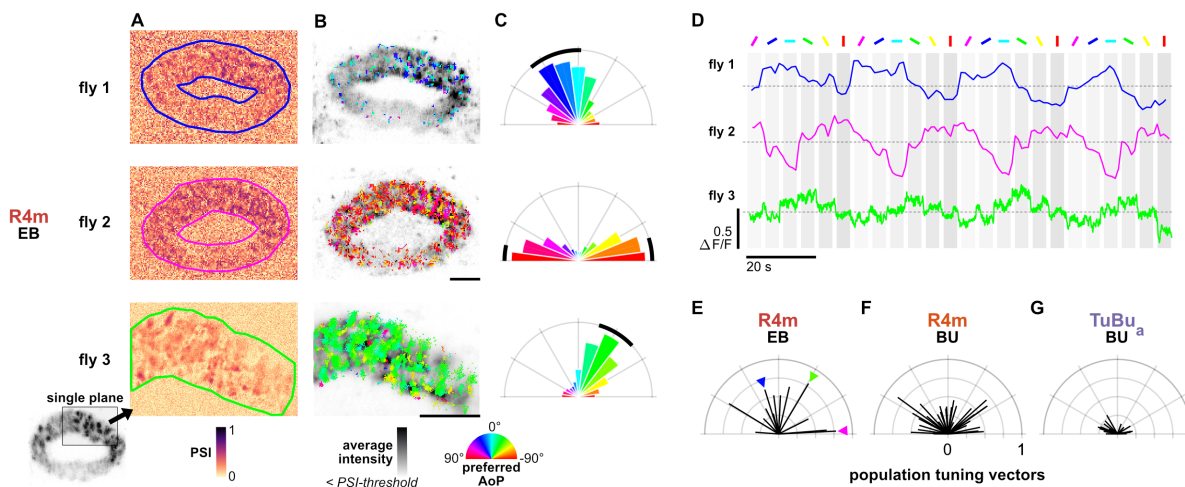 A
B
C
D
fly 1
fly 2
fly 3
R4m
EB
single plane
PSI
1
0
average
intensity
< PSI-threshold
0°
90°
-90°
preferred
AoP
fly 1
fly 2
fly 3
0.5
Δ F/F
20 s
E
R4m
EB
F
R4m
BU
G
TuBu a
BU
0
1
population tuning vectors